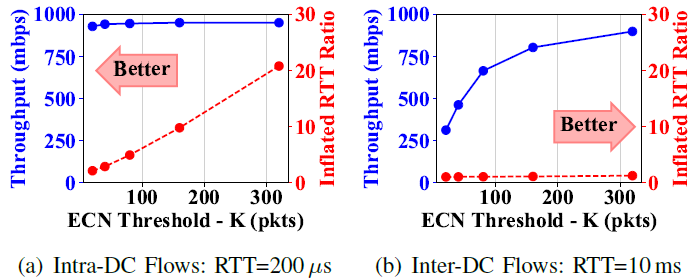 Throughput (mbps)
1000
750
500
250
0
Better
30
20
10
0
Inflated RTT Ratio
100 200 300
ECN Threshold - K (pkts)
(a) Intra-DC Flows: RTT=200 μs
Throughput (mbps)
1000
750
500
250
0
Better
30
20
10
0
Inflated RTT Ratio
100 200 300
ECN Threshold - K (pkts)
(b) Inter-DC Flows: RTT=10 ms